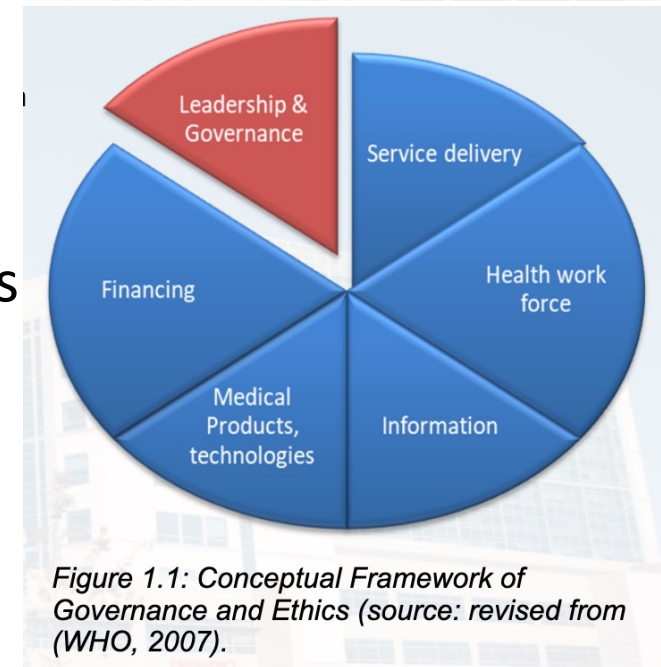 Leadership &
Governance
Service delivery
Health work
force
Information
Medical
Products,
technologies
Financing
s
Figure 1.1: Conceptual Framework of
Governance and Ethics (source: revised from
(WHO, 2007).